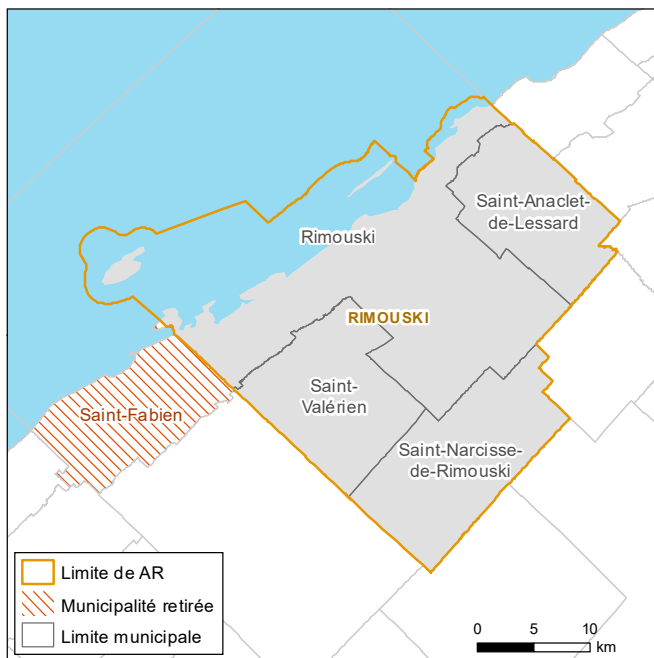 Saint-Anaclet-
de-Lessard
Rimouski
RIMOUSKI
Saint-
Valérien
Saint-Fabien
Saint-Narcisse-
de-Rimouski
Limite de AR
Municipalité retirée
Limite municipale
0 5 10
km